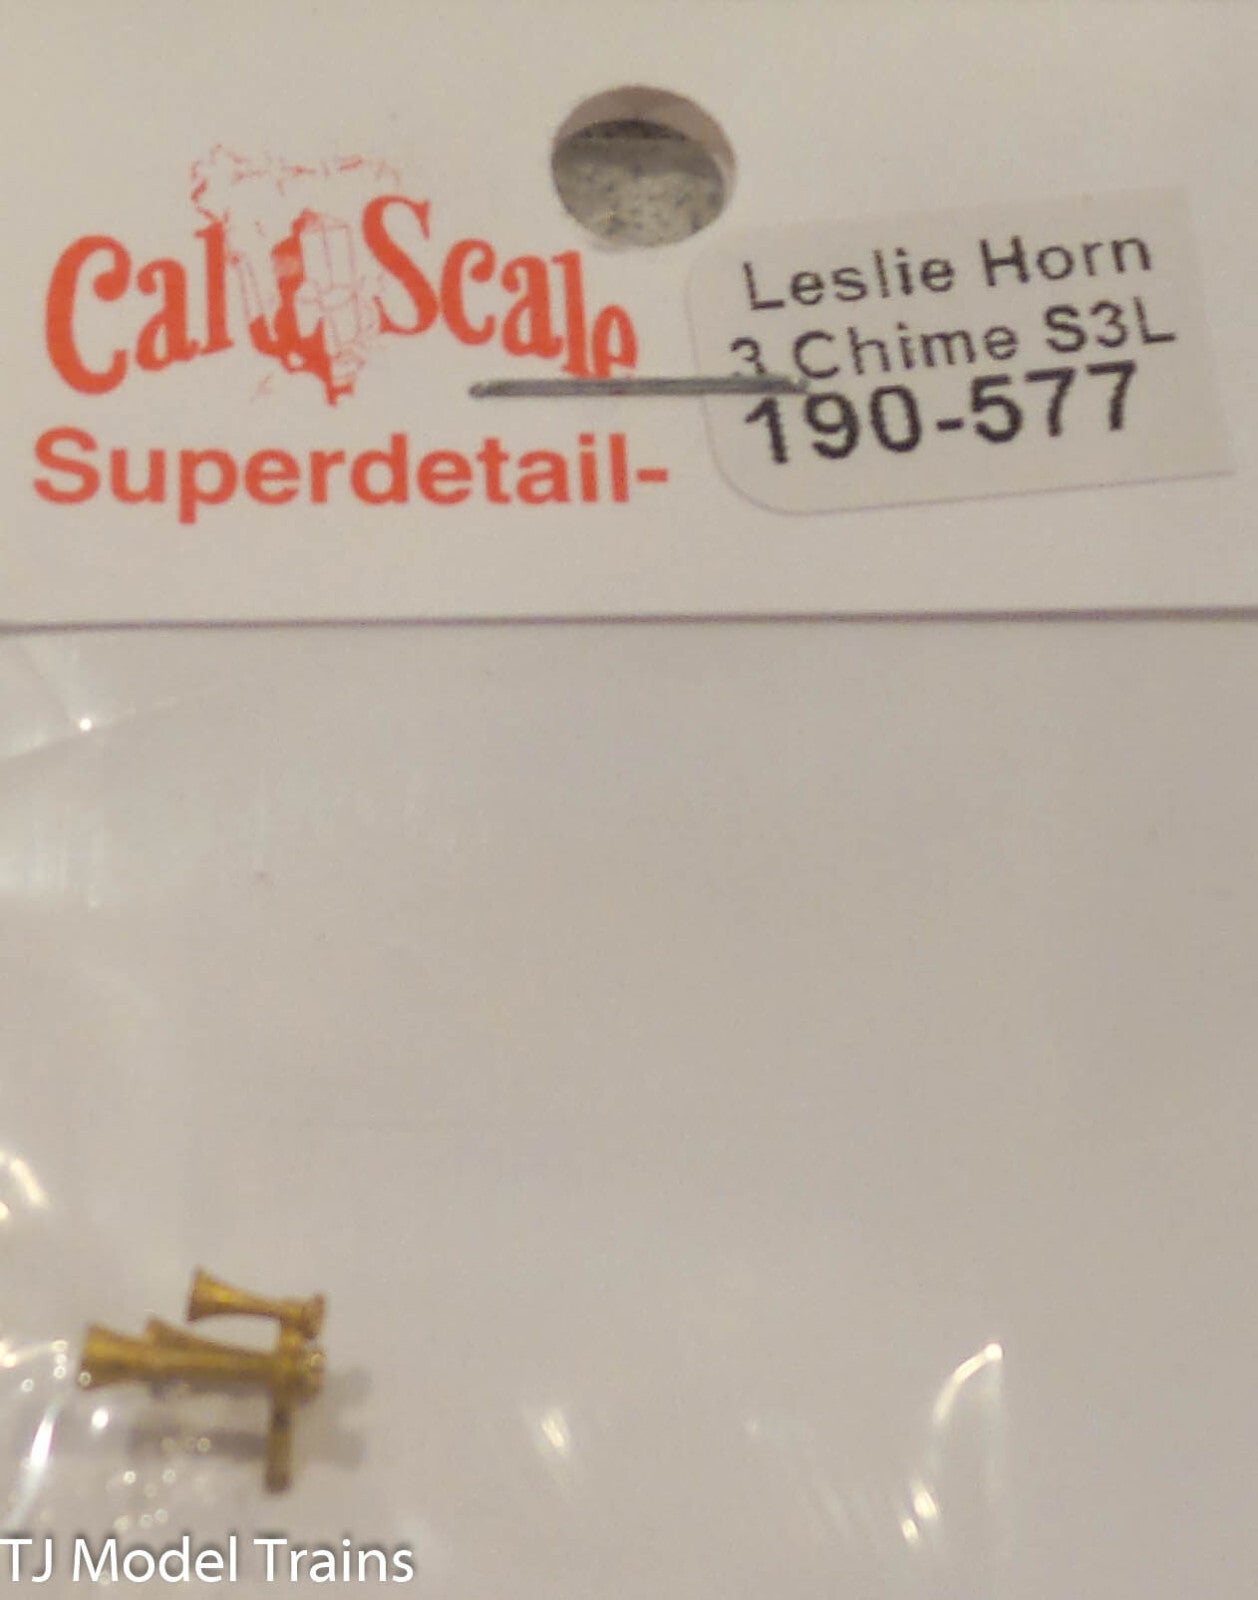 Cal Scale
Superdetail-
Leslie Horn
3 Chime S3L
190-577
TJ Model Trains